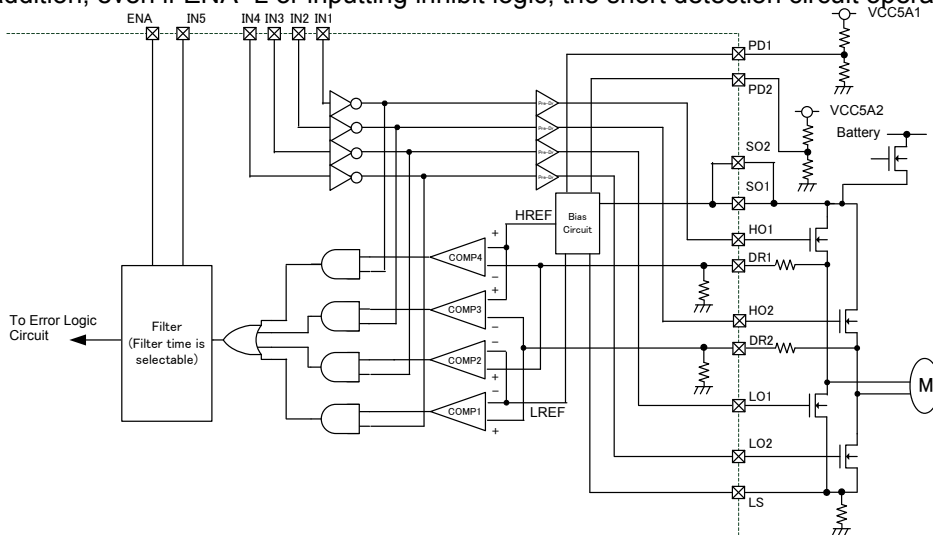 addition, even if ENA=L or inputting inhibit logic, the short detection circuit opera
ENA
IN5
IN4
IN3
IN2
IN1
VCC5A1
PD1
PD2
VCC5A2
Battery
SO2
SO1
HREF
Bias
Circuit
HO1
DR1
COMP4
+
−
COMP3
+
−
HO2
To Error Logic
Circuit
Filter
(Filter time is
selectable)
COMP2
−
+
DR2
COMP1
−
+
LREF
M
LO1
LO2
LS